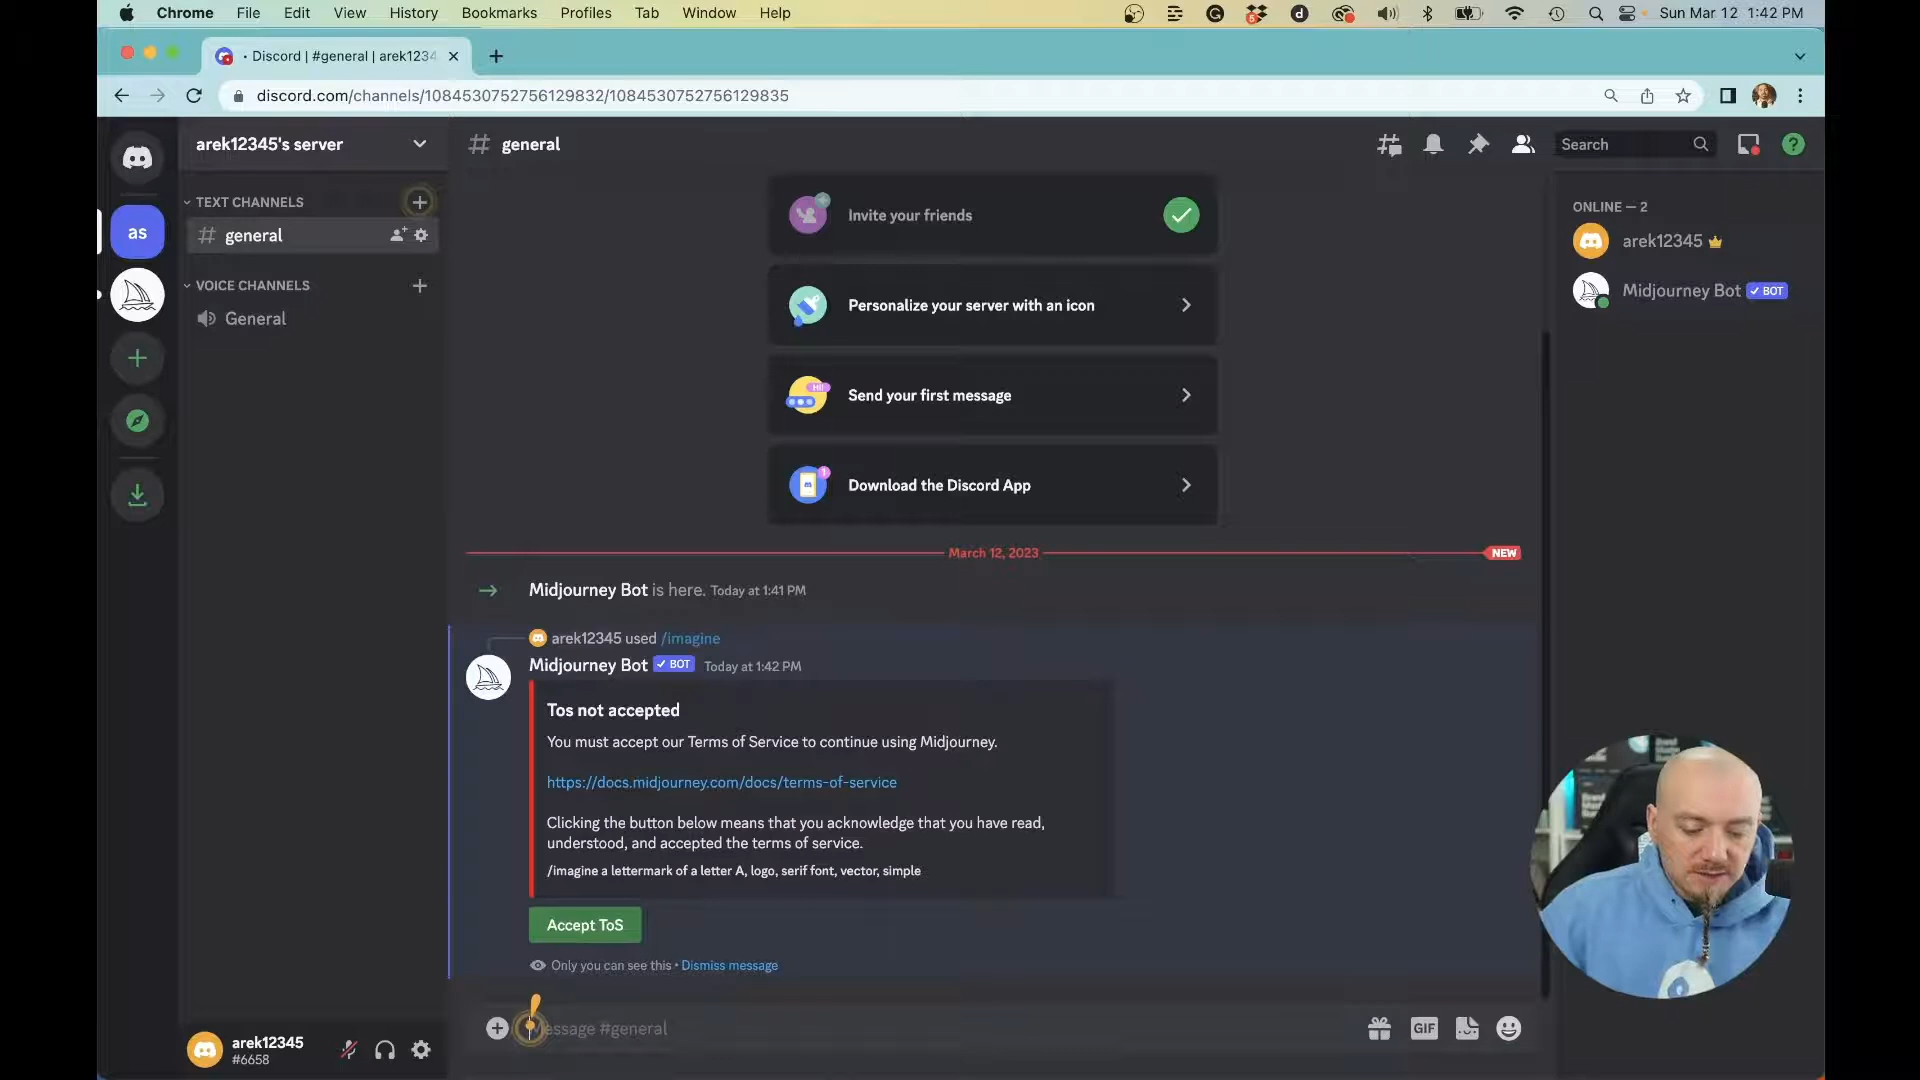 Chrome File Edit View History Bookmarks Profiles Tab Window Help Sun Mar 12 1:42 PM
• Discord | #general | arek1234
discord.com/channels/1084530752756129832/1084530752756129835
arek12345's server
general
Search
TEXT CHANNELS
general
VOICE CHANNELS
General
as
Invite your friends
Personalize your server with an icon
Send your first message
Download the Discord App
ONLINE — 2
arek12345
Midjourney Bot BOT
March 12, 2023 NEW
Midjourney Bot is here. Today at 1:41 PM
arek12345 used /imagine
Midjourney Bot BOT Today at 1:42 PM
Tos not accepted
You must accept our Terms of Service to continue using Midjourney.
https://docs.midjourney.com/docs/terms-of-service
Clicking the button below means that you acknowledge that you have read,
understood, and accepted the terms of service.
/imagine a lettermark of a letter A, logo, serif font, vector, simple
Accept ToS
Only you can see this • Dismiss message
Message #general
GIF
arek12345
#6658